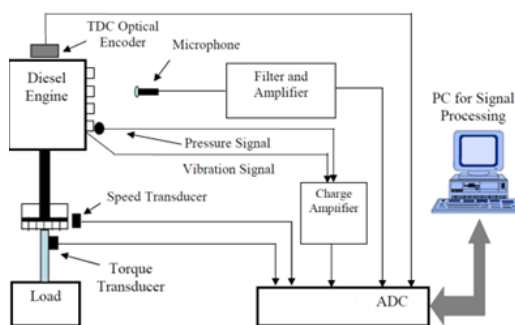 TDC Optical
Encoder
Microphone
Diesel
Engine
Filter and
Amplifier
PC for Signal
Processing
Pressure Signal
Vibration Signal
Charge
Amplifier
Speed Transducer
Torque
Transducer
Load
ADC